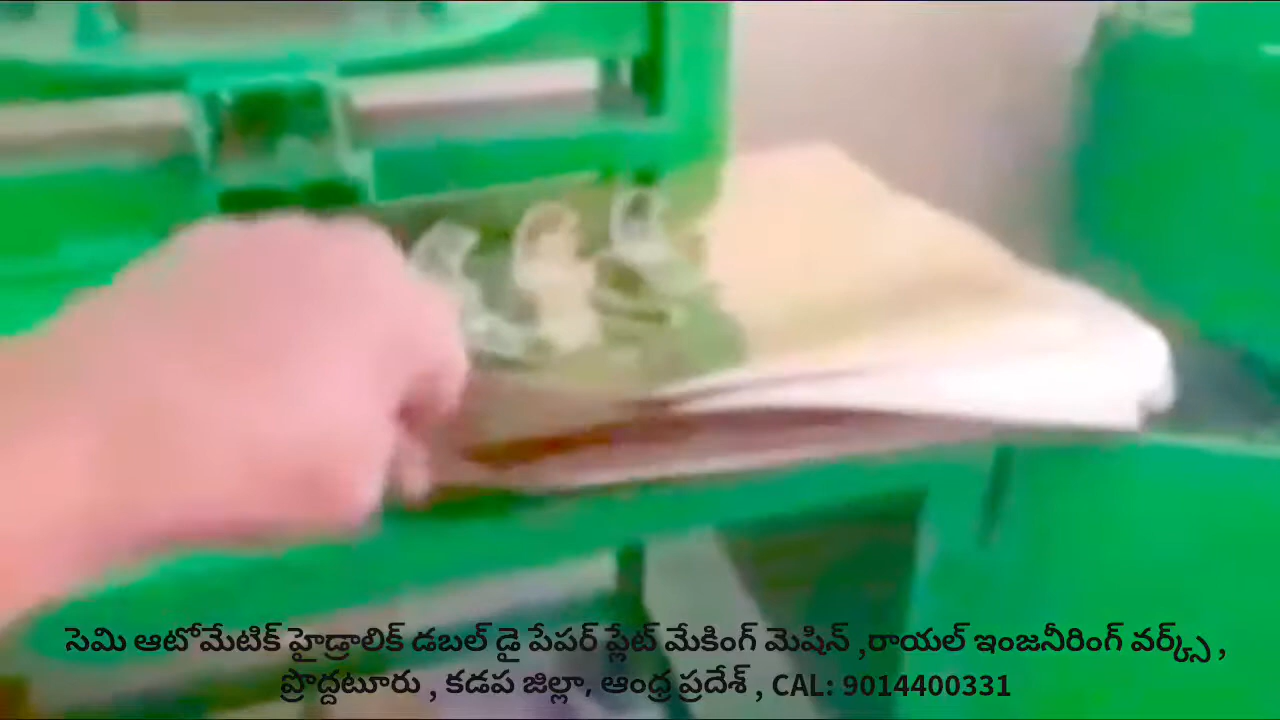 సెమి ఆటోమేటిక్ హైడ్రాలిక్ డబల్ డై పేపర్ ప్లేట్ మేకింగ్ మెషిన్ ,రాయల్ ఇంజనీరింగ్ వర్క్స్ ,
ప్రొద్దటూరు , కడప జిల్లా, ఆంధ్ర ప్రదేశ్ , CAL: 9014400331